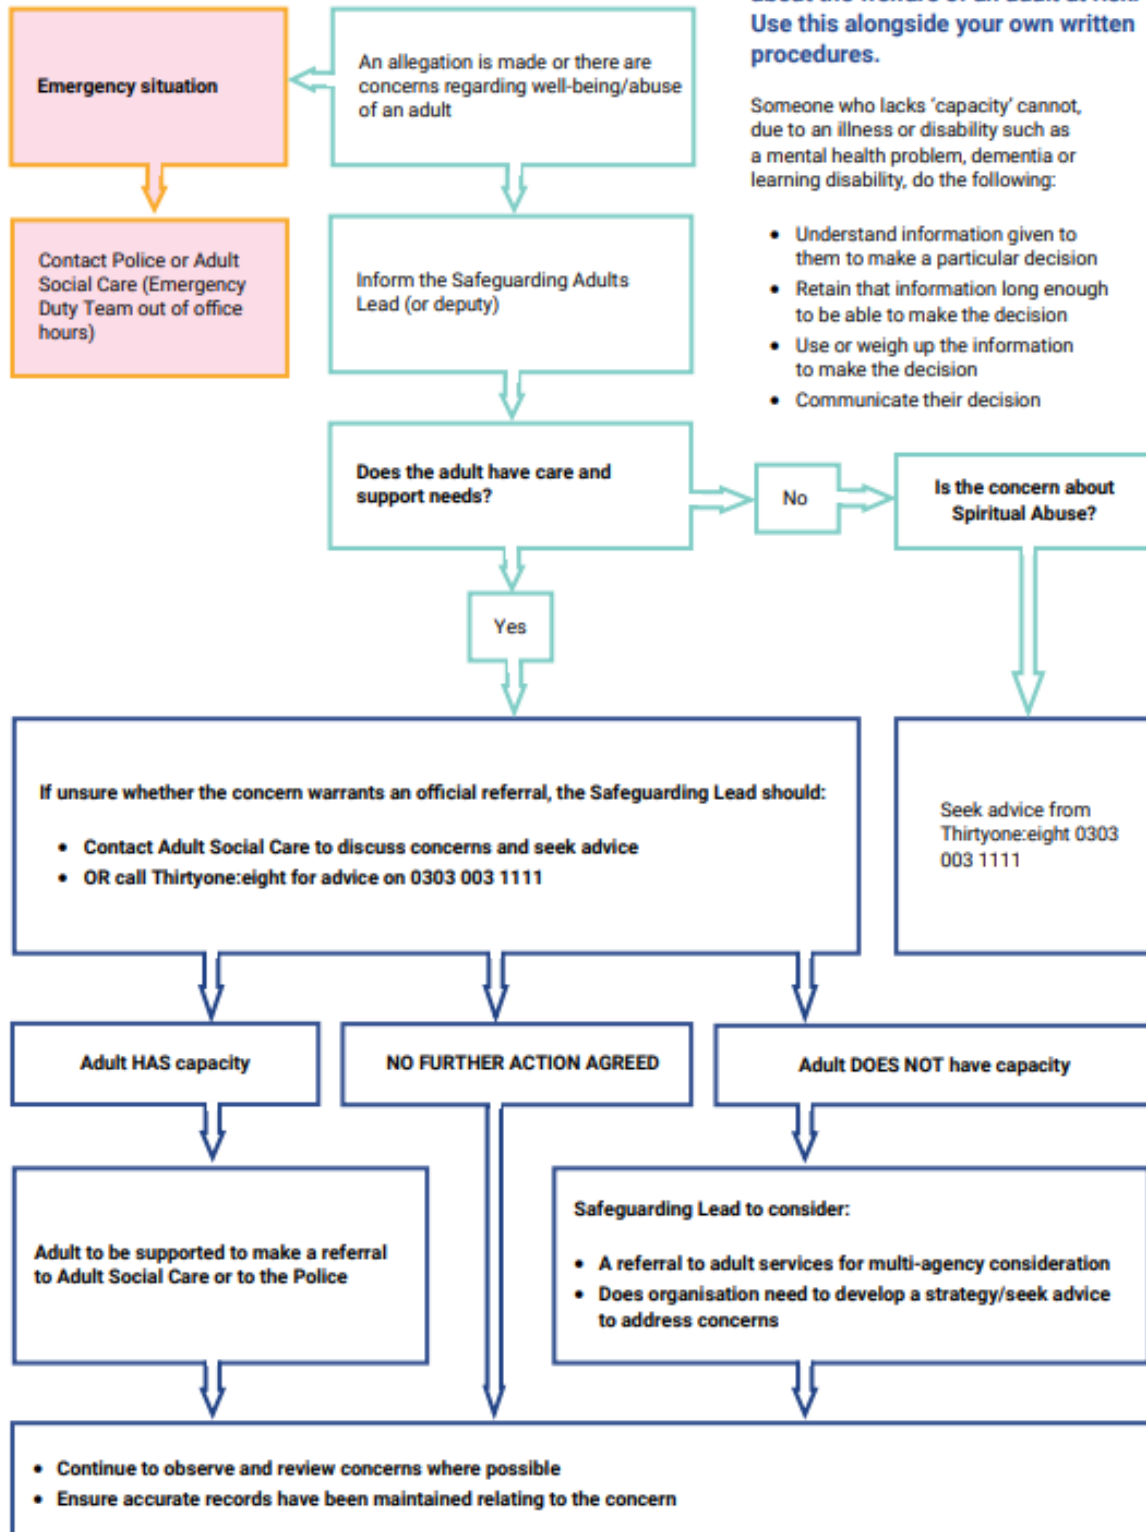 Use this alongside your own written
procedures.
Someone who lacks ‘capacity’ cannot,
due to an illness or disability such as
a mental health problem, dementia or
learning disability, do the following:
• Understand information given to
them to make a particular decision
• Retain that information long enough
to be able to make the decision
• Use or weigh up the information
to make the decision
• Communicate their decision
Emergency situation
An allegation is made or there are
concerns regarding well-being/abuse
of an adult
Contact Police or Adult
Social Care (Emergency
Duty Team out of office
hours)
Inform the Safeguarding Adults
Lead (or deputy)
Does the adult have care and
support needs?
No
Is the concern about
Spiritual Abuse?
Yes
If unsure whether the concern warrants an official referral, the Safeguarding Lead should:
• Contact Adult Social Care to discuss concerns and seek advice
• OR call Thirtyone:eight for advice on 0303 003 1111
Seek advice from
Thirtyone:eight 0303
003 1111
Adult HAS capacity
NO FURTHER ACTION AGREED
Adult DOES NOT have capacity
Adult to be supported to make a referral
to Adult Social Care or to the Police
Safeguarding Lead to consider:
• A referral to adult services for multi-agency consideration
• Does organisation need to develop a strategy/seek advice
to address concerns
• Continue to observe and review concerns where possible
• Ensure accurate records have been maintained relating to the concern